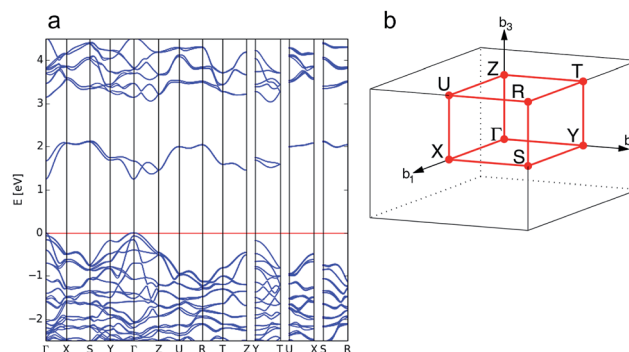 a
E [eV]
4
3
2
1
0
−1
−2
Γ X S Y Γ Z U R T Z Y T U X S R
b
b3
Z
T
U
R
Γ
Y
X
S
b1
b